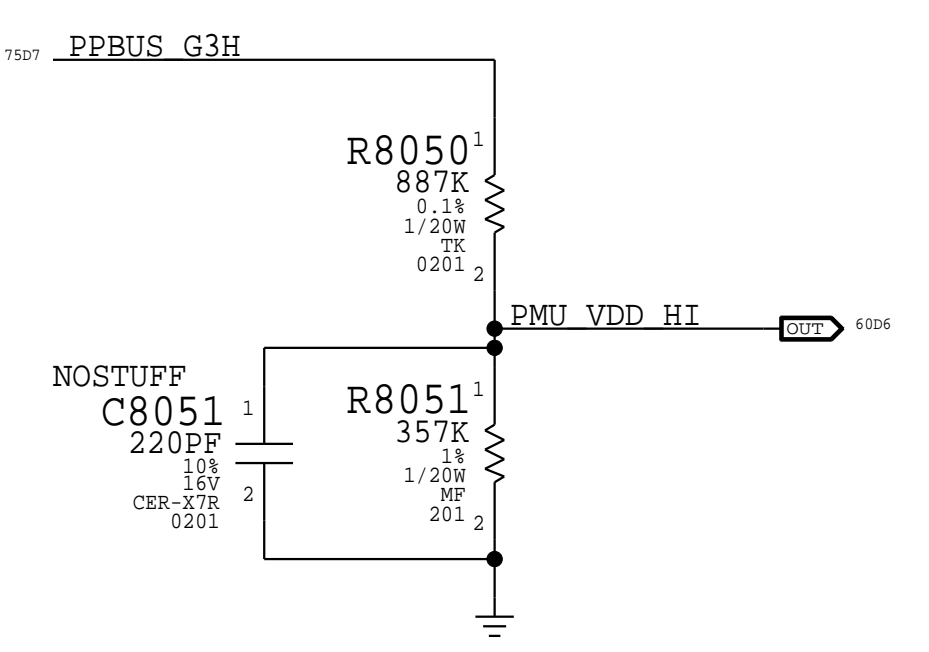 75D7 PPBUS_G3H
R8050 1
887K
0.1%
1/20W
TK
0201 2
PMU_VDD_HI OUT 60D6
NOSTUFF
C8051 1
220PF
10%
16V
CER-X7R
0201
2
R8051 1
357K
1%
1/20W
MF
201 2